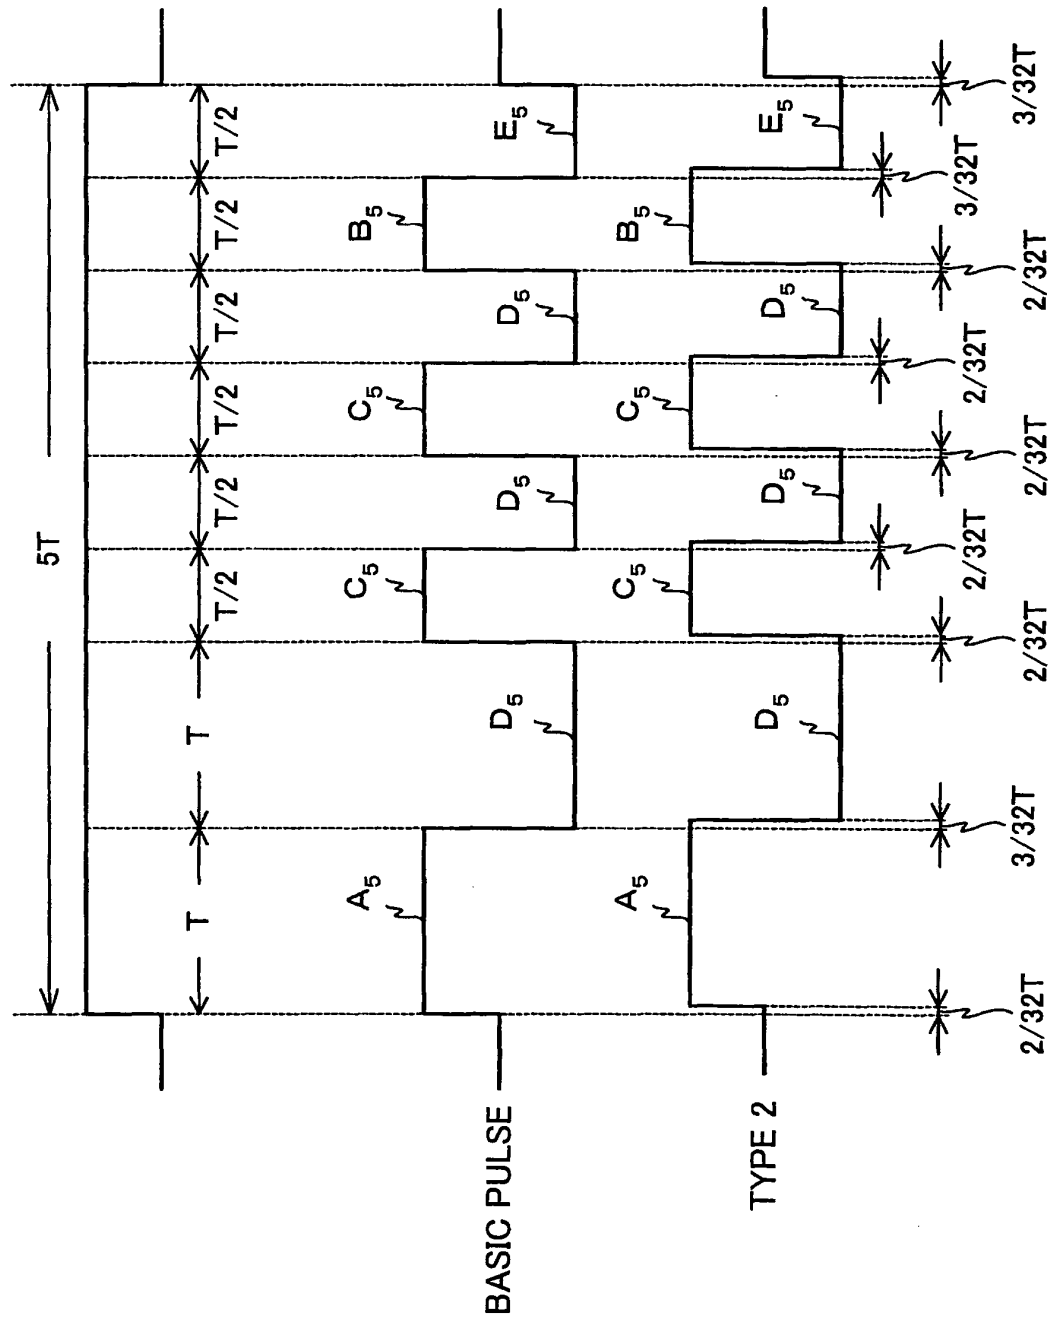 5T
T T T/2 T/2 T/2 T/2 T/2 T/2
A₅ C₅ C₅ B₅
BASIC PULSE D₅ D₅ D₅ E₅
A₅ C₅ C₅ B₅
TYPE 2 D₅ D₅ D₅ E₅
2/32T 2/32T 3/32T
2/32T 3/32T 2/32T 2/32T 2/32T 3/32T